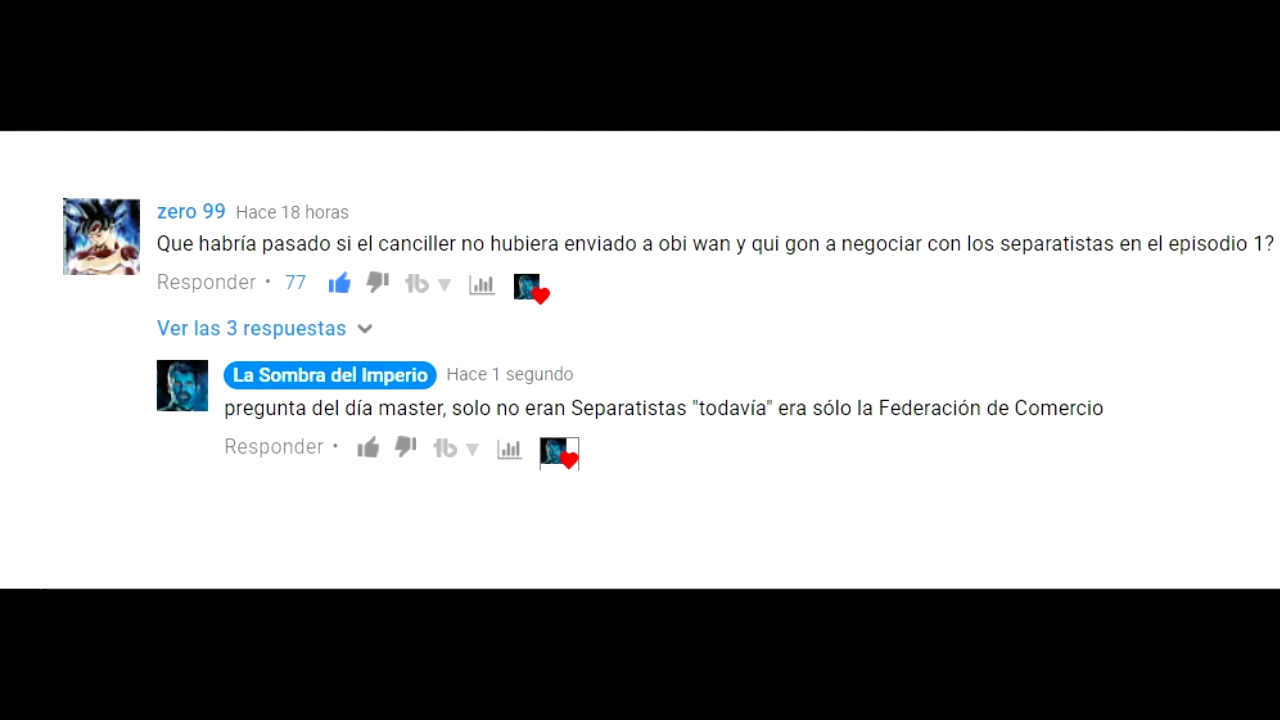 zero 99 Hace 18 horas
Que habría pasado si el canciller no hubiera enviado a obi wan y qui gon a negociar con los separatistas en el episodio 1?
Responder • 77
Ver las 3 respuestas
La Sombra del Imperio Hace 1 segundo
pregunta del día master, solo no eran Separatistas "todavía" era sólo la Federación de Comercio
Responder •